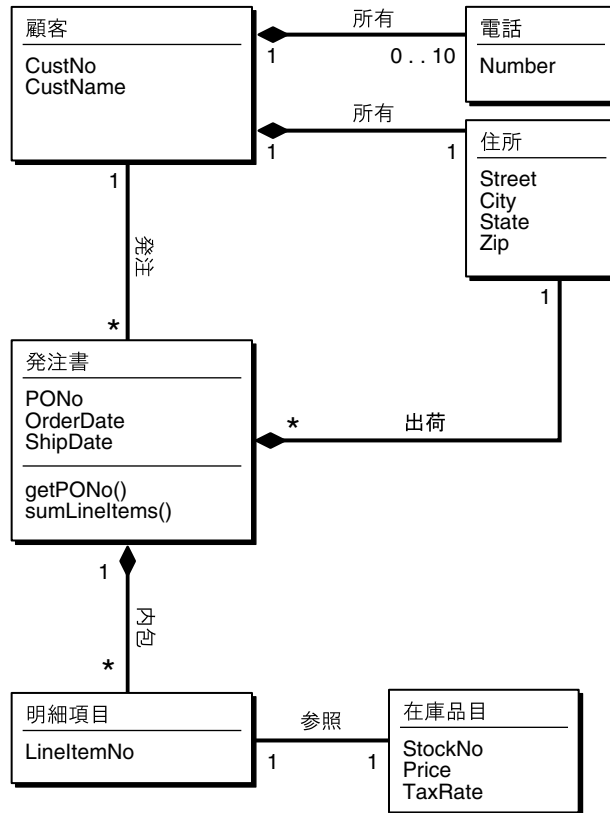 顧客
CustNo
CustName
所有
1
0 . . 10
電話
Number
所有
1
1
住所
Street
City
State
Zip
1
発注
*
1
発注書
PONo
OrderDate
ShipDate
getPONo()
sumLineItems()
*
出荷
1
内包
*
明細項目
LineItemNo
参照
1
1
在庫品目
StockNo
Price
TaxRate